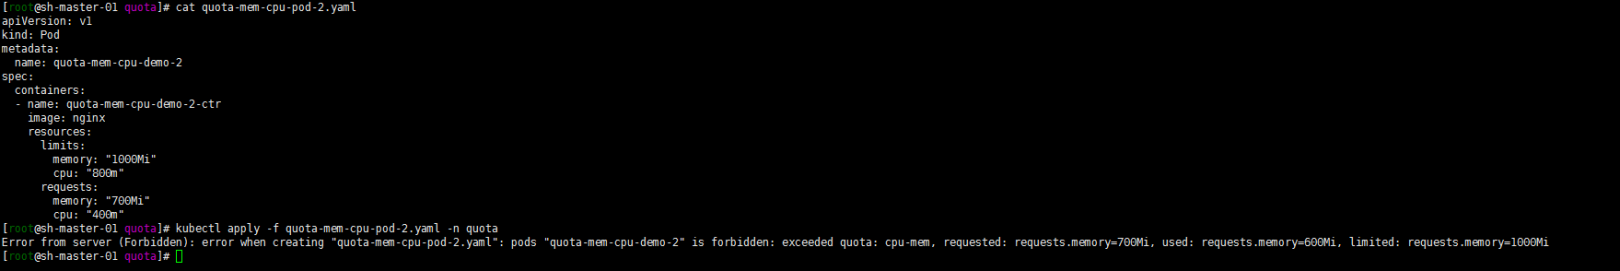 [root@sh-master-01 quota]# cat quota-mem-cpu-pod-2.yaml
apiVersion: v1
kind: Pod
metadata:
  name: quota-mem-cpu-demo-2
spec:
  containers:
  - name: quota-mem-cpu-demo-2-ctr
    image: nginx
    resources:
      limits:
        memory: "1000Mi"
        cpu: "800m"
      requests:
        memory: "700Mi"
        cpu: "400m"
[root@sh-master-01 quota]# kubectl apply -f quota-mem-cpu-pod-2.yaml -n quota
Error from server (Forbidden): error when creating "quota-mem-cpu-pod-2.yaml": pods "quota-mem-cpu-demo-2" is forbidden: exceeded quota: cpu-mem, requested: requests.memory=700Mi, used: requests.memory=600Mi, limited: requests.memory=1000Mi
[root@sh-master-01 quota]#